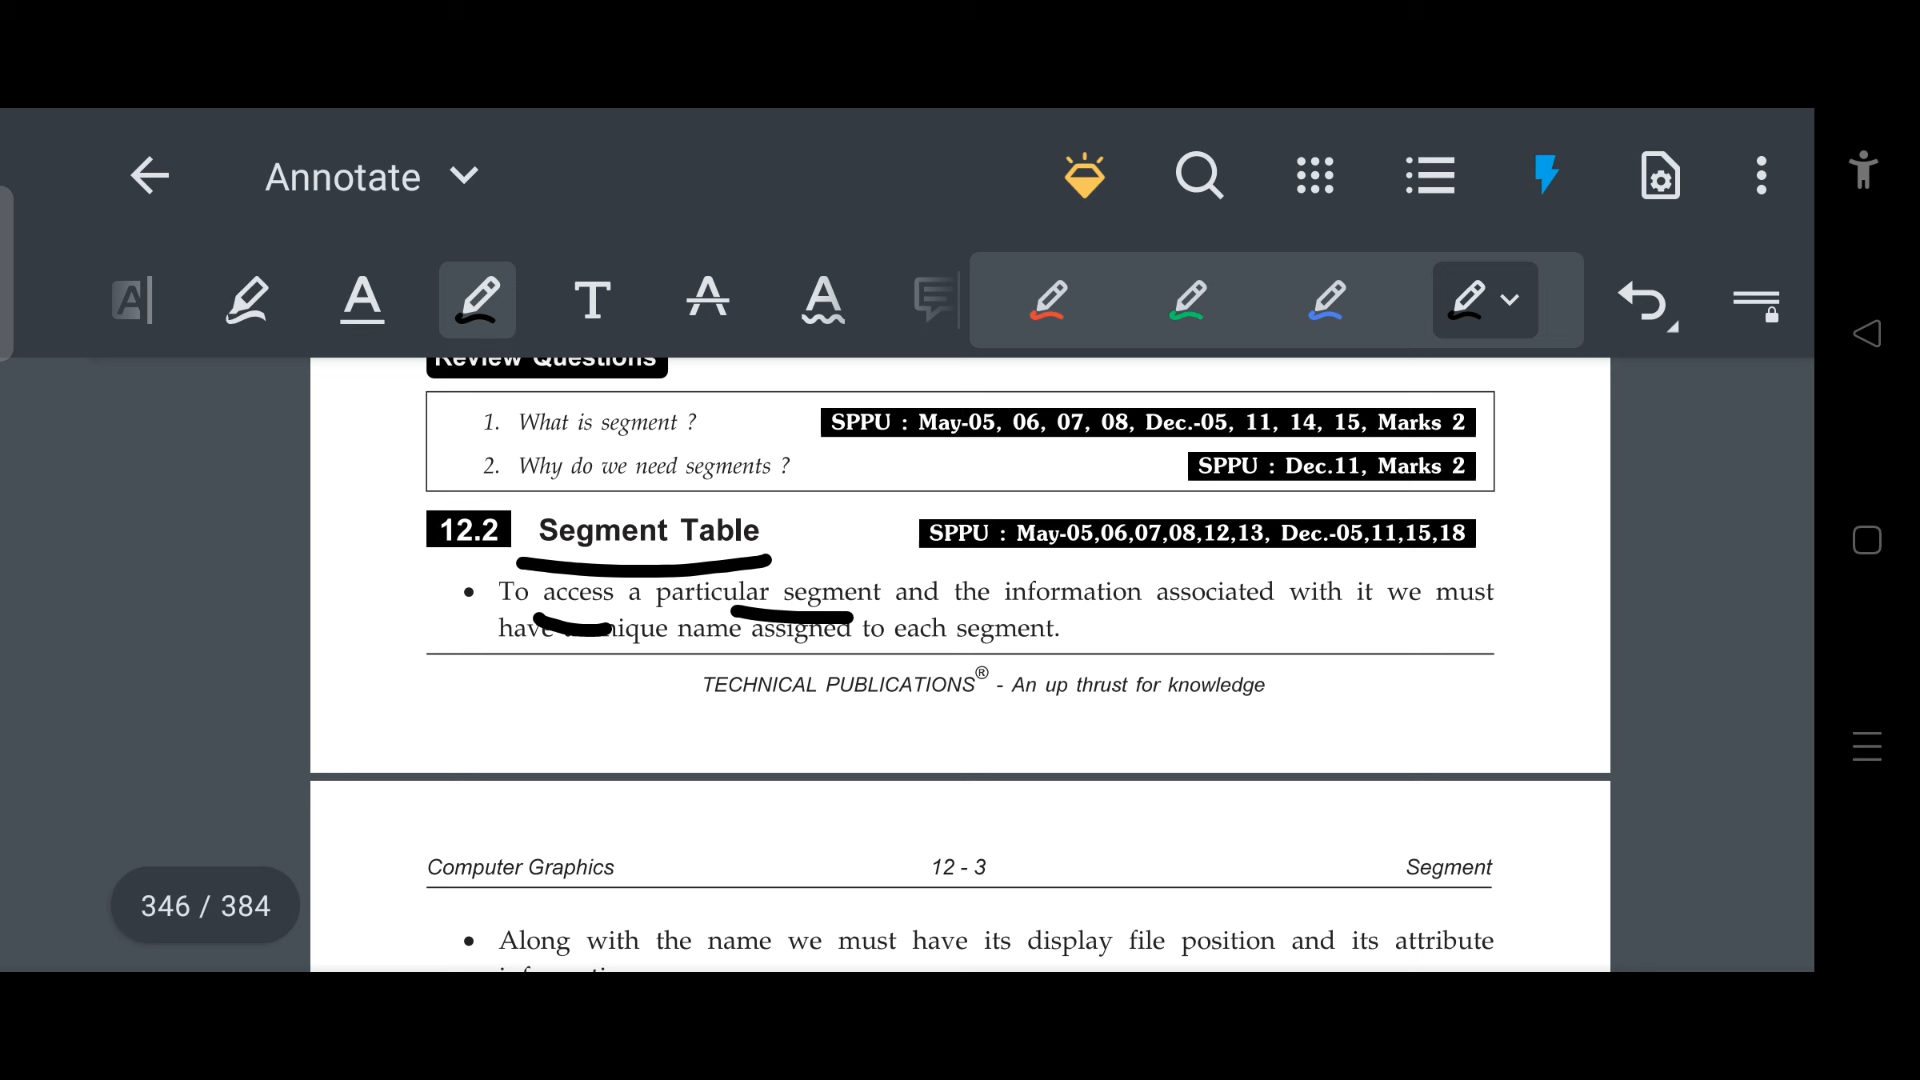 Annotate
Review Questions
1. What is segment ? SPPU : May-05, 06, 07, 08, Dec.-05, 11, 14, 15, Marks 2
2. Why do we need segments ? SPPU : Dec.11, Marks 2
12.2 Segment Table SPPU : May-05,06,07,08,12,13, Dec.-05,11,15,18
• To access a particular segment and the information associated with it we must
have unique name assigned to each segment.
TECHNICAL PUBLICATIONS® - An up thrust for knowledge
Computer Graphics 12 - 3 Segment
346 / 384
• Along with the name we must have its display file position and its attribute